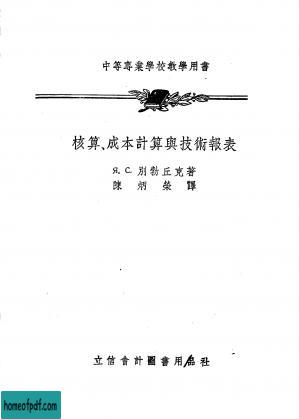 中等專業學校教學用書
核算、成本計算與技術報表
Я. С. 別勃丘克著
陳炳榮譯
立信會計圖書用品社
homeofpdf.com